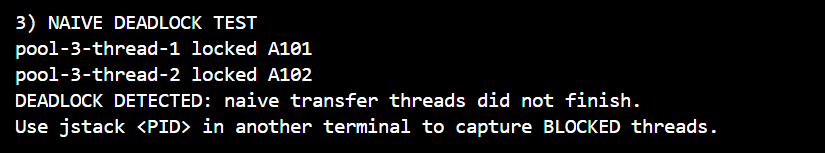 3) NAIVE DEADLOCK TEST
pool-3-thread-1 locked A101
pool-3-thread-2 locked A102
DEADLOCK DETECTED: naive transfer threads did not finish.
Use jstack <PID> in another terminal to capture BLOCKED threads.